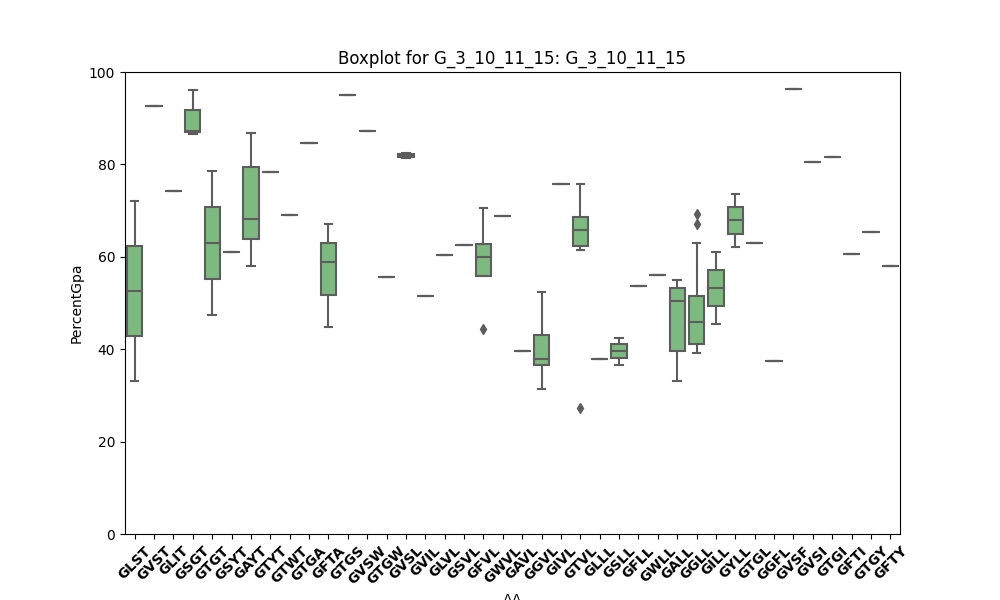 Boxplot for G_3_10_11_15: G_3_10_11_15
PercentGpa
100
80
60
40
20
0
GLST
GVST
GLIT
GSGT
GTGT
GSYT
GAYT
GTYT
GTWT
GTGA
GFTA
GTGS
GVSW
GTGW
GVSL
GVIL
GLVL
GSVL
GFVL
GWVL
GAVL
GGVL
GIVL
GTVL
GLLL
GSLL
GFLL
GWLL
GALL
GGLL
GILL
GYLL
GTGL
GGFL
GVSF
GVSI
GTGI
GFTI
GTGY
GFTY